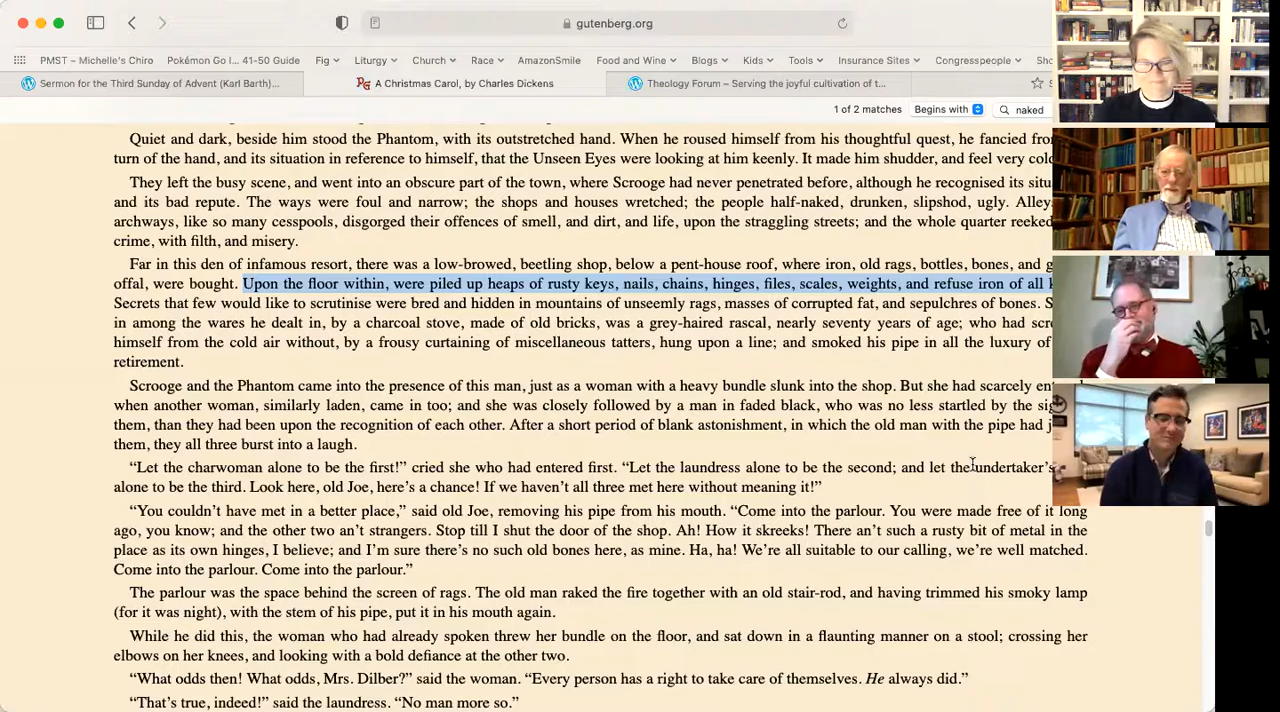 gutenberg.org
PMST – Michelle's Chiro Pokémon Go I... 41-50 Guide Fig Liturgy Church Race AmazonSmile Food and Wine Blogs Kids Tools Insurance Sites Congresspeople Sho
Sermon for the Third Sunday of Advent (Karl Barth)... A Christmas Carol, by Charles Dickens Theology Forum – Serving the joyful cultivation of t...
1 of 2 matches Begins with naked
Quiet and dark, beside him stood the Phantom, with its outstretched hand. When he roused himself from his thoughtful quest, he fancied from
turn of the hand, and its situation in reference to himself, that the Unseen Eyes were looking at him keenly. It made him shudder, and feel very cold
They left the busy scene, and went into an obscure part of the town, where Scrooge had never penetrated before, although he recognised its situ
and its bad repute. The ways were foul and narrow; the shops and houses wretched; the people half-naked, drunken, slipshod, ugly. Alley
archways, like so many cesspools, disgorged their offences of smell, and dirt, and life, upon the straggling streets; and the whole quarter reeked
crime, with filth, and misery.
Far in this den of infamous resort, there was a low-browed, beetling shop, below a pent-house roof, where iron, old rags, bottles, bones, and g
offal, were bought. Upon the floor within, were piled up heaps of rusty keys, nails, chains, hinges, files, scales, weights, and refuse iron of all k
Secrets that few would like to scrutinise were bred and hidden in mountains of unseemly rags, masses of corrupted fat, and sepulchres of bones. S
in among the wares he dealt in, by a charcoal stove, made of old bricks, was a grey-haired rascal, nearly seventy years of age; who had scre
himself from the cold air without, by a frousy curtaining of miscellaneous tatters, hung upon a line; and smoked his pipe in all the luxury of
retirement.
Scrooge and the Phantom came into the presence of this man, just as a woman with a heavy bundle slunk into the shop. But she had scarcely ent
when another woman, similarly laden, came in too; and she was closely followed by a man in faded black, who was no less startled by the sig
them, than they had been upon the recognition of each other. After a short period of blank astonishment, in which the old man with the pipe had j
them, they all three burst into a laugh.
“Let the charwoman alone to be the first!” cried she who had entered first. “Let the laundress alone to be the second; and let the undertaker’s
alone to be the third. Look here, old Joe, here’s a chance! If we haven’t all three met here without meaning it!”
“You couldn’t have met in a better place,” said old Joe, removing his pipe from his mouth. “Come into the parlour. You were made free of it long
ago, you know; and the other two an’t strangers. Stop till I shut the door of the shop. Ah! How it skreeks! There an’t such a rusty bit of metal in the
place as its own hinges, I believe; and I’m sure there’s no such old bones here, as mine. Ha, ha! We’re all suitable to our calling, we’re well matched.
Come into the parlour. Come into the parlour.”
The parlour was the space behind the screen of rags. The old man raked the fire together with an old stair-rod, and having trimmed his smoky lamp
(for it was night), with the stem of his pipe, put it in his mouth again.
While he did this, the woman who had already spoken threw her bundle on the floor, and sat down in a flaunting manner on a stool; crossing her
elbows on her knees, and looking with a bold defiance at the other two.
“What odds then! What odds, Mrs. Dilber?” said the woman. “Every person has a right to take care of themselves. He always did.”
“That’s true, indeed!” said the laundress. “No man more so.”